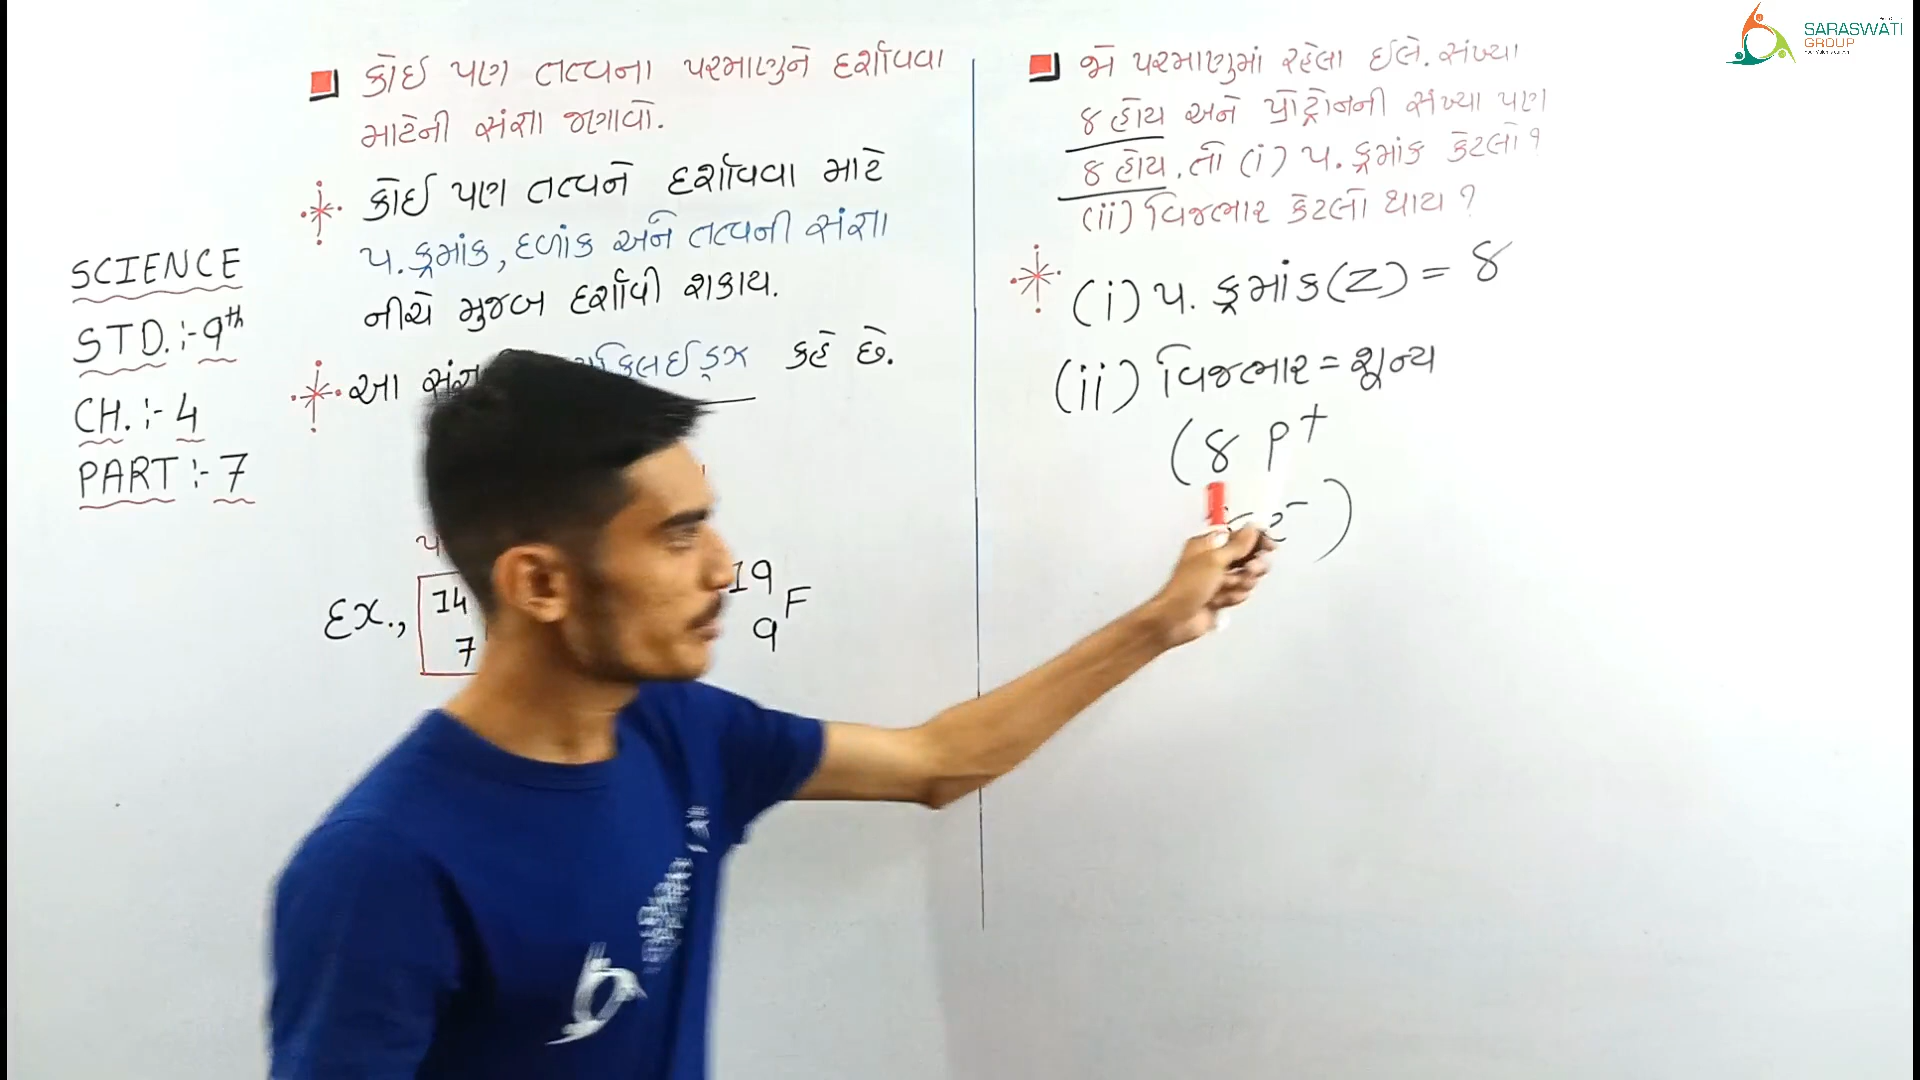 SARASWATI
GROUP
SCIENCE
STD. :- 9th
CH. :- 4
PART :- 7
કોઈ પણ તત્વના પરમાણુને દર્શાવવા
માટેની સંજ્ઞા જણાવો.
કોઈ પણ તત્વને દર્શાવવા માટે
પ. ક્રમાંક, દળાંક અને તત્વની સંજ્ઞા
નીચે મુજબ દર્શાવી શકાય.
આ કહે છે.
Ex., 14
7
19
9 F
જો પરમાણુમાં રહેલા ઈલે. સંખ્યા
8 હોય અને પ્રોટ્રોનની સંખ્યા પણ
8 હોય. તો (i) પ. ક્રમાંક કેટલો ?
(ii) વિજભાર કેટલો થાય ?
(i) પ. ક્રમાંક (Z) = 8
(ii) વિજભાર = શૂન્ય
(8 p+
e-)